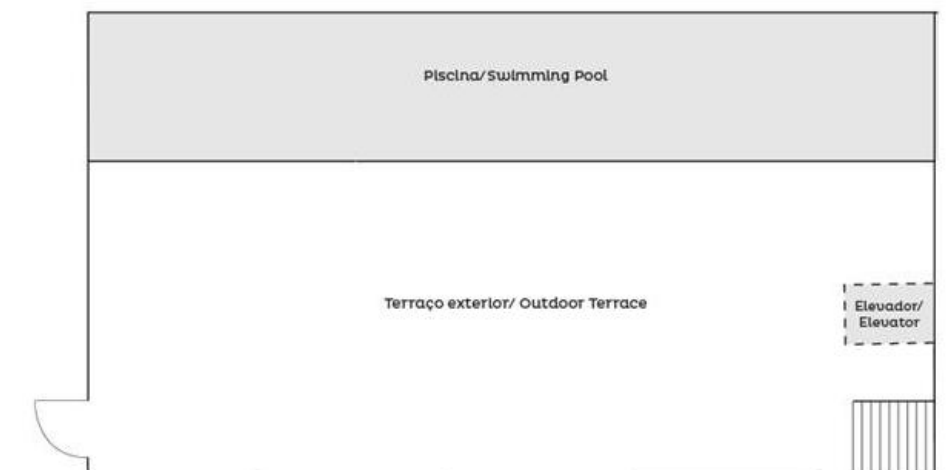 Piscina/Swimming Pool
Terraço exterior/ Outdoor Terrace
Elevador/
Elevator